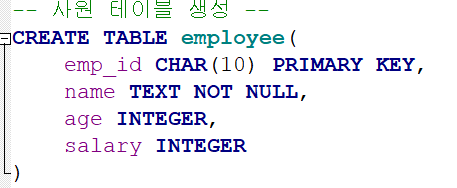 -- 사원 테이블 생성 --
CREATE TABLE employee(
    emp_id CHAR(10) PRIMARY KEY,
    name TEXT NOT NULL,
    age INTEGER,
    salary INTEGER
)